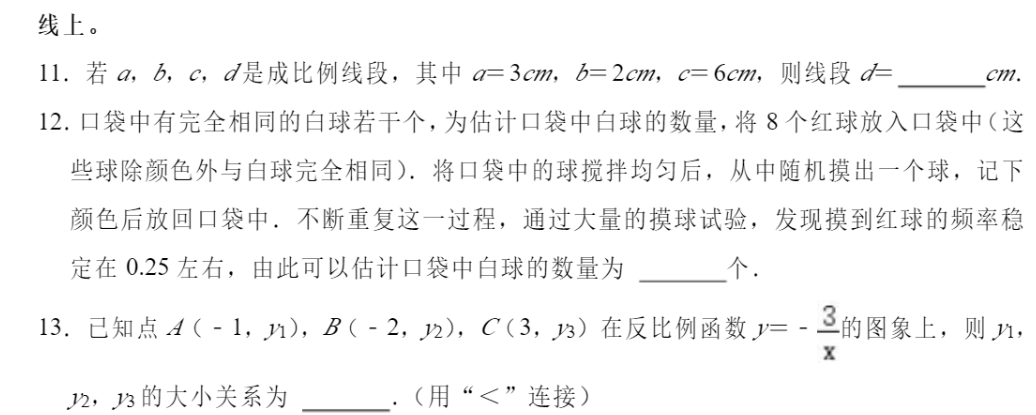 线上。
11. 若 a, b, c, d是成比例线段，其中 a=3cm, b=2cm, c=6cm, 则线段 d=______cm.
12. 口袋中有完全相同的白球若干个，为估计口袋中白球的数量，将 8 个红球放入口袋中（这
些球除颜色外与白球完全相同）. 将口袋中的球搅拌均匀后，从中随机摸出一个球，记下
颜色后放回口袋中. 不断重复这一过程，通过大量的摸球试验，发现摸到红球的频率稳
定在 0.25 左右，由此可以估计口袋中白球的数量为 ______个.
13. 已知点 A（- 1, y₁），B（- 2, y₂），C（3, y₃）在反比例函数 y= - 3/x 的图象上，则 y₁,
y₂, y₃ 的大小关系为 ______.（用“＜”连接）